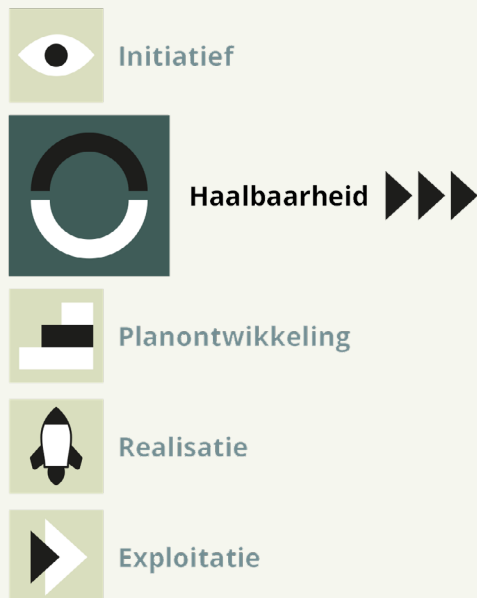 Initiatief
Haalbaarheid
Planontwikkeling
Realisatie
Exploitatie